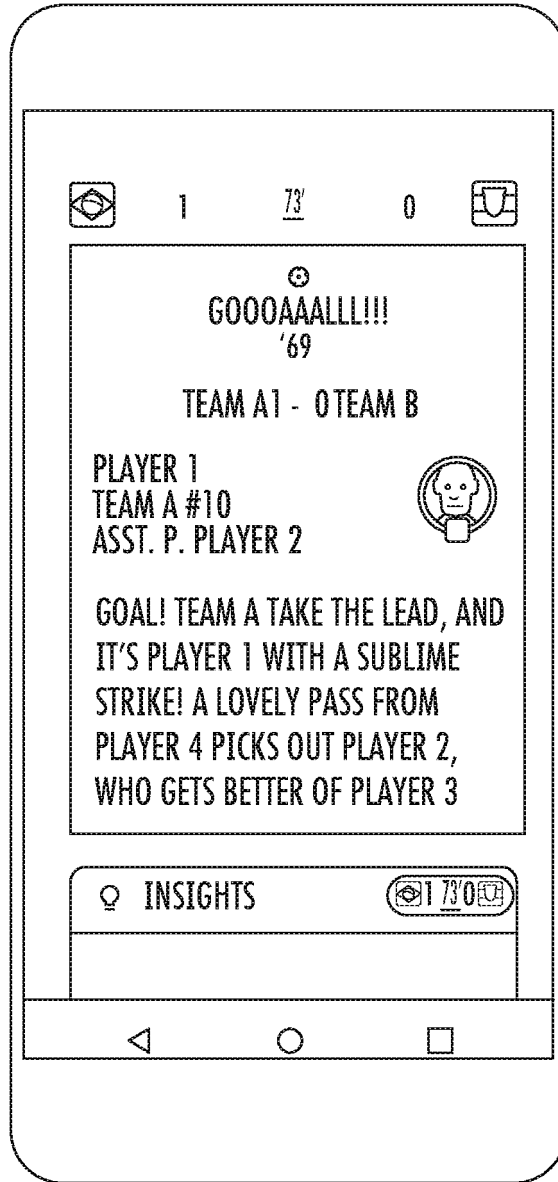 1 73' 0
GOOOAAALLL!!!
'69
TEAM A1 - 0 TEAM B
PLAYER 1
TEAM A #10
ASST. P. PLAYER 2
GOAL! TEAM A TAKE THE LEAD, AND
IT'S PLAYER 1 WITH A SUBLIME
STRIKE! A LOVELY PASS FROM
PLAYER 4 PICKS OUT PLAYER 2,
WHO GETS BETTER OF PLAYER 3
INSIGHTS 1 73' 0